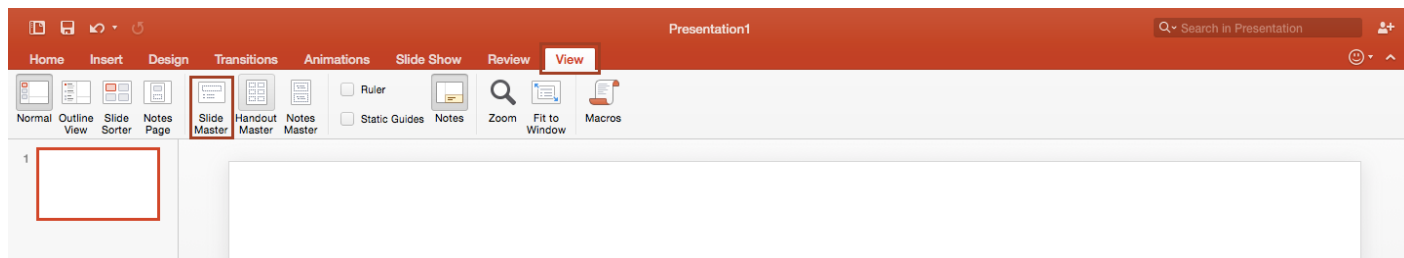 Presentation1
Search in Presentation
Home Insert Design Transitions Animations Slide Show Review View
Normal
Outline View
Slide Sorter
Notes Page
Slide Master
Handout Master
Notes Master
Ruler
Static Guides
Notes
Zoom
Fit to Window
Macros
1